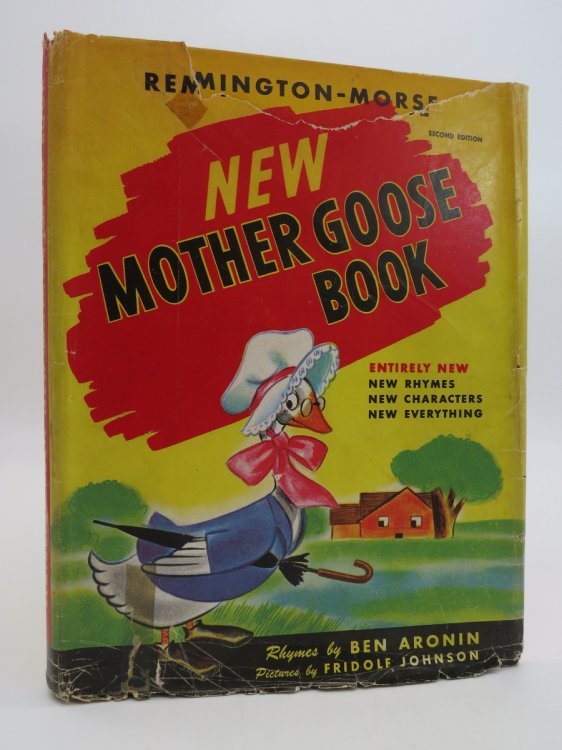 REMMINGTON-MORSE
SECOND EDITION
NEW
MOTHER GOOSE
BOOK
ENTIRELY NEW
NEW RHYMES
NEW CHARACTERS
NEW EVERYTHING
Rhymes by BEN ARONIN
Pictures by FRIDOLF JOHNSON